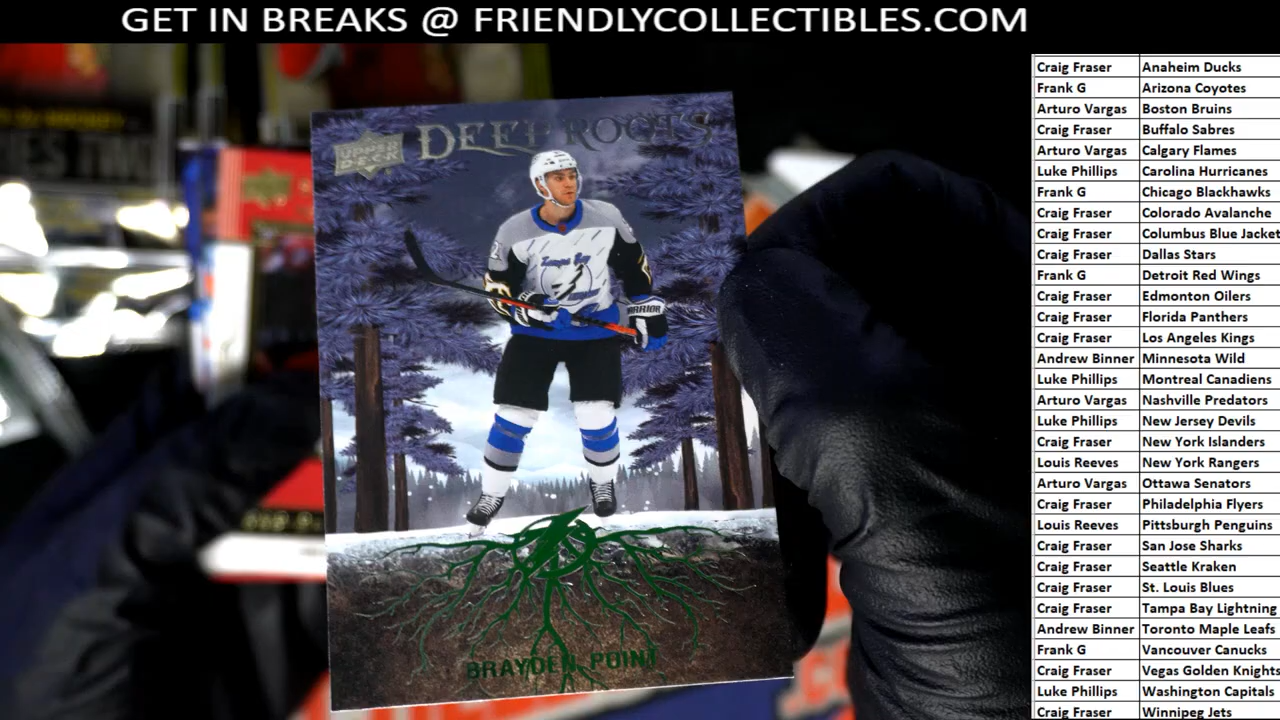 GET IN BREAKS @ FRIENDLYCOLLECTIBLES.COM
UPPER DECK
DEEP ROOTS
Tampa Bay
WARRIOR
BRAYDEN POINT
Craig Fraser Anaheim Ducks
Frank G Arizona Coyotes
Arturo Vargas Boston Bruins
Craig Fraser Buffalo Sabres
Arturo Vargas Calgary Flames
Luke Phillips Carolina Hurricanes
Frank G Chicago Blackhawks
Craig Fraser Colorado Avalanche
Craig Fraser Columbus Blue Jacket
Craig Fraser Dallas Stars
Frank G Detroit Red Wings
Craig Fraser Edmonton Oilers
Craig Fraser Florida Panthers
Craig Fraser Los Angeles Kings
Andrew Binner Minnesota Wild
Luke Phillips Montreal Canadiens
Arturo Vargas Nashville Predators
Luke Phillips New Jersey Devils
Craig Fraser New York Islanders
Louis Reeves New York Rangers
Arturo Vargas Ottawa Senators
Craig Fraser Philadelphia Flyers
Louis Reeves Pittsburgh Penguins
Craig Fraser San Jose Sharks
Craig Fraser Seattle Kraken
Craig Fraser St. Louis Blues
Craig Fraser Tampa Bay Lightning
Andrew Binner Toronto Maple Leafs
Frank G Vancouver Canucks
Craig Fraser Vegas Golden Knights
Luke Phillips Washington Capitals
Craig Fraser Winnipeg Jets